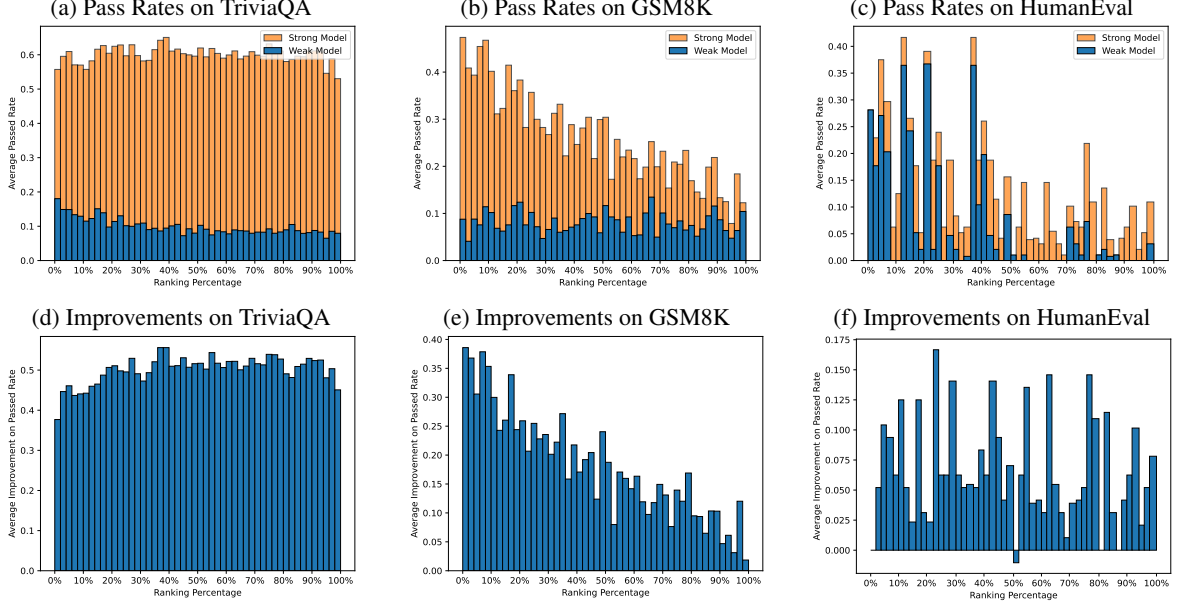 (a) Pass Rates on TriviaQA
Average Passed Rate
0.6
0.5
0.4
0.3
0.2
0.1
0.0
Strong Model
Weak Model
0% 10% 20% 30% 40% 50% 60% 70% 80% 90% 100%
Ranking Percentage
(b) Pass Rates on GSM8K
Average Passed Rate
0.4
0.3
0.2
0.1
0.0
Strong Model
Weak Model
0% 10% 20% 30% 40% 50% 60% 70% 80% 90% 100%
Ranking Percentage
(c) Pass Rates on HumanEval
Average Passed Rate
0.40
0.35
0.30
0.25
0.20
0.15
0.10
0.05
0.00
Strong Model
Weak Model
0% 10% 20% 30% 40% 50% 60% 70% 80% 90% 100%
Ranking Percentage
(d) Improvements on TriviaQA
Average Improvement on Passed Rate
0.5
0.4
0.3
0.2
0.1
0.0
0% 10% 20% 30% 40% 50% 60% 70% 80% 90% 100%
Ranking Percentage
(e) Improvements on GSM8K
Average Improvement on Passed Rate
0.40
0.35
0.30
0.25
0.20
0.15
0.10
0.05
0.00
0% 10% 20% 30% 40% 50% 60% 70% 80% 90% 100%
Ranking Percentage
(f) Improvements on HumanEval
Average Improvement on Passed Rate
0.175
0.150
0.125
0.100
0.075
0.050
0.025
0.000
0% 10% 20% 30% 40% 50% 60% 70% 80% 90% 100%
Ranking Percentage